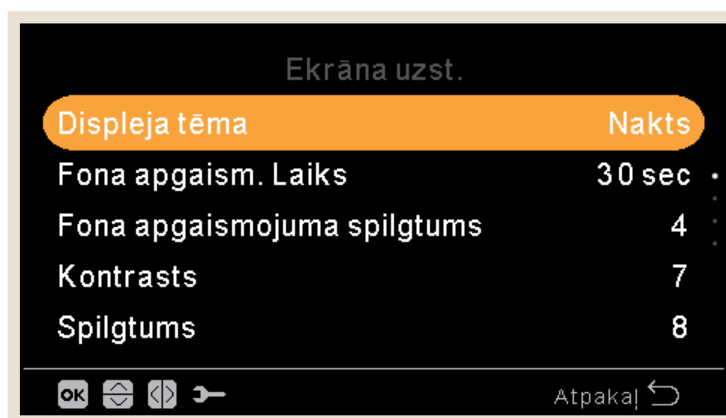 Ekrāna uzst.
Displeja tēma Nakts
Fona apgaism. Laiks 30 sec
Fona apgaismojuma spilgtums 4
Kontrasts 7
Spilgtums 8
OK Atpakaļ